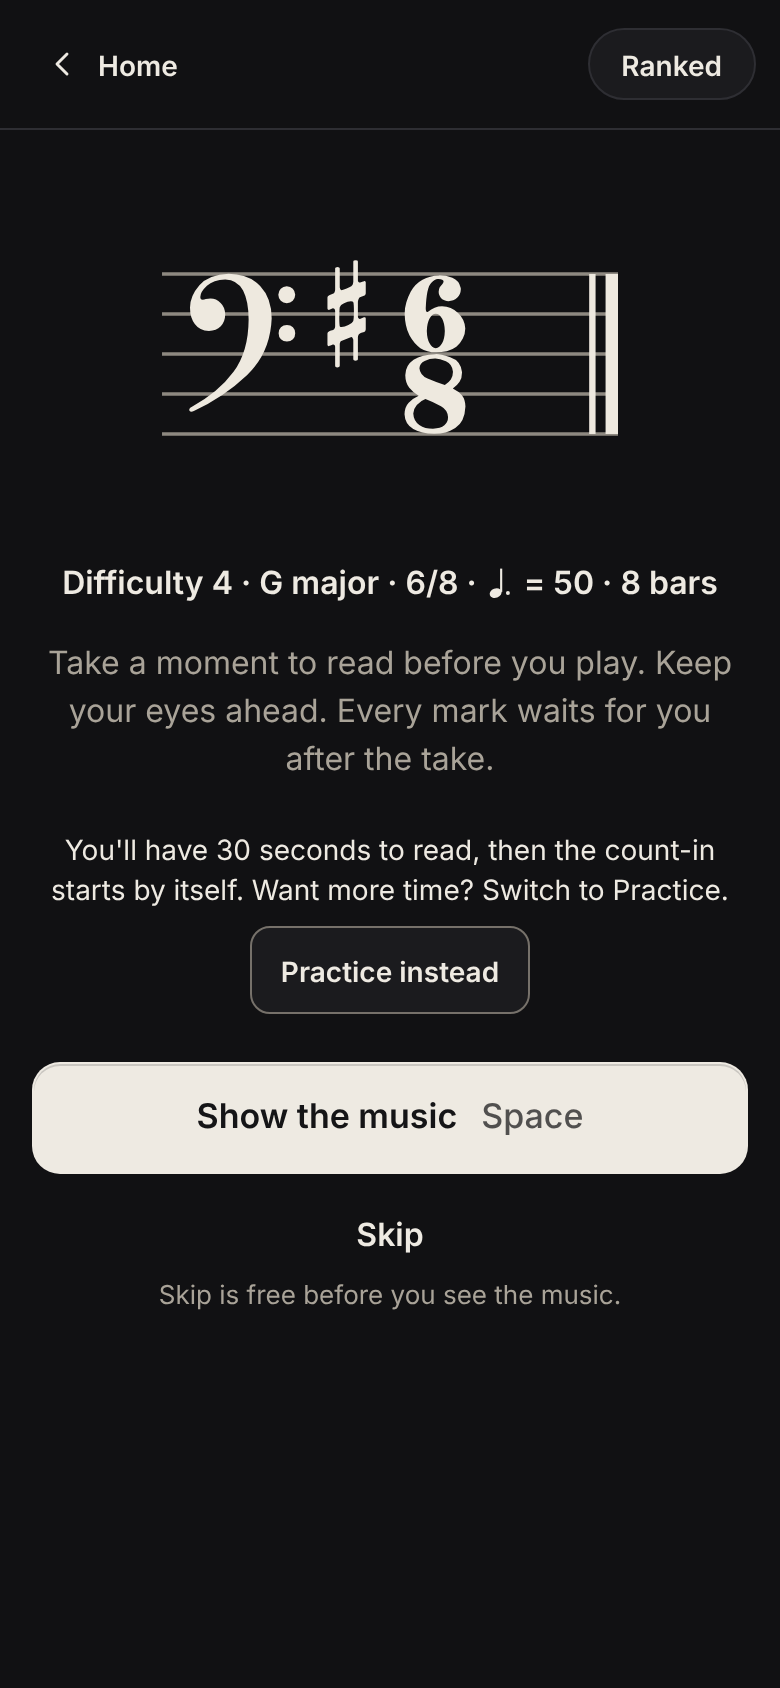 Home
Ranked
6
8
Difficulty 4 · G major · 6/8 · 𝅘𝅥. = 50 · 8 bars
Take a moment to read before you play. Keep
your eyes ahead. Every mark waits for you
after the take.
You'll have 30 seconds to read, then the count-in
starts by itself. Want more time? Switch to Practice.
Practice instead
Show the music Space
Skip
Skip is free before you see the music.